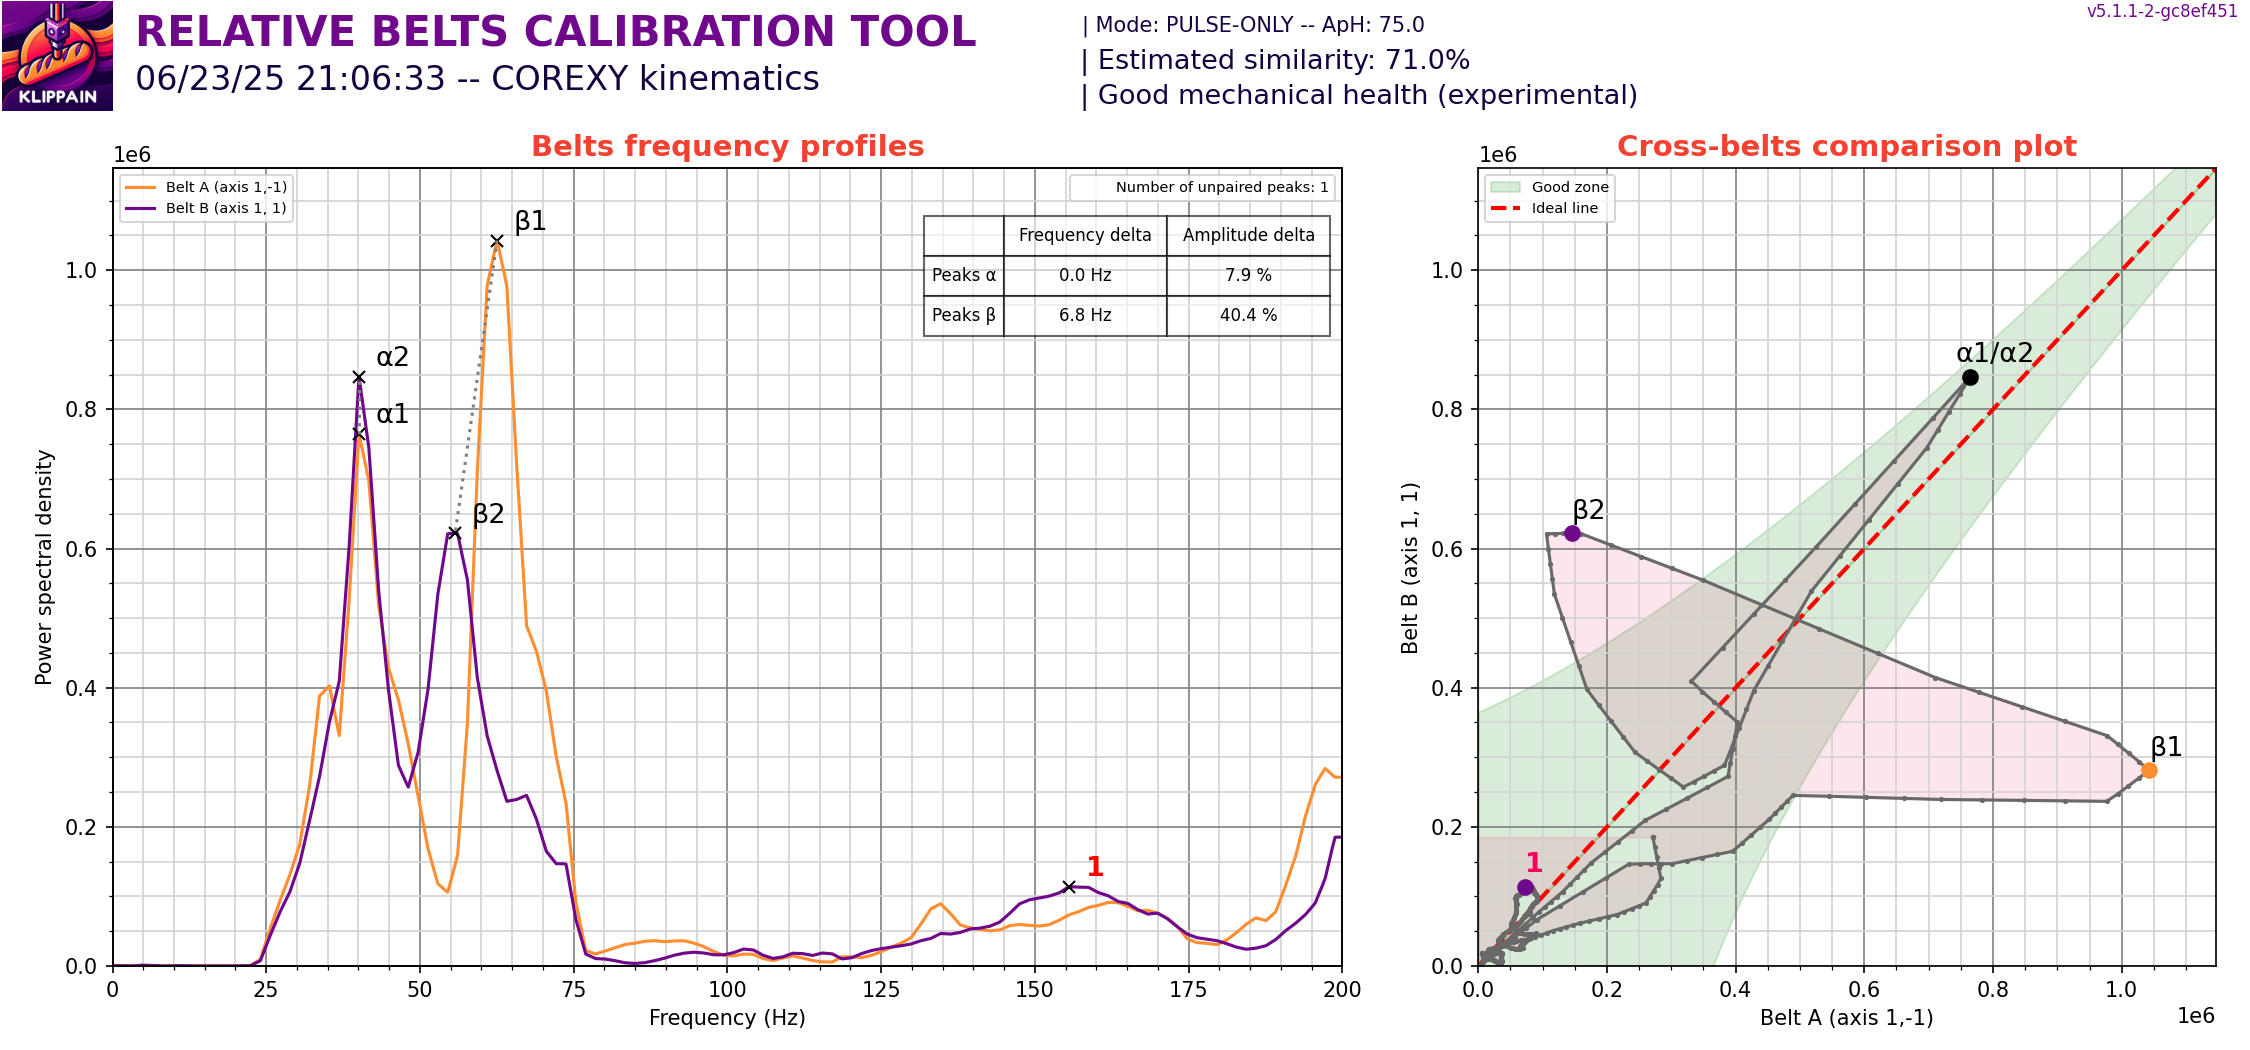 KLIPPAIN
RELATIVE BELTS CALIBRATION TOOL
06/23/25 21:06:33 -- COREXY kinematics
| Mode: PULSE-ONLY -- ApH: 75.0
| Estimated similarity: 71.0%
| Good mechanical health (experimental)
v5.1.1-2-gc8ef451
Belts frequency profiles
1e6
Belt A (axis 1,-1)
Belt B (axis 1, 1)
Number of unpaired peaks: 1
Frequency delta Amplitude delta
Peaks α 0.0 Hz 7.9 %
Peaks β 6.8 Hz 40.4 %
β1
α2
α1
β2
1
Power spectral density
1.0
0.8
0.6
0.4
0.2
0.0
0 25 50 75 100 125 150 175 200
Frequency (Hz)
Cross-belts comparison plot
1e6
Good zone
Ideal line
α1/α2
β2
β1
1
Belt B (axis 1, 1)
1.0
0.8
0.6
0.4
0.2
0.0
0.0 0.2 0.4 0.6 0.8 1.0
Belt A (axis 1,-1)
1e6